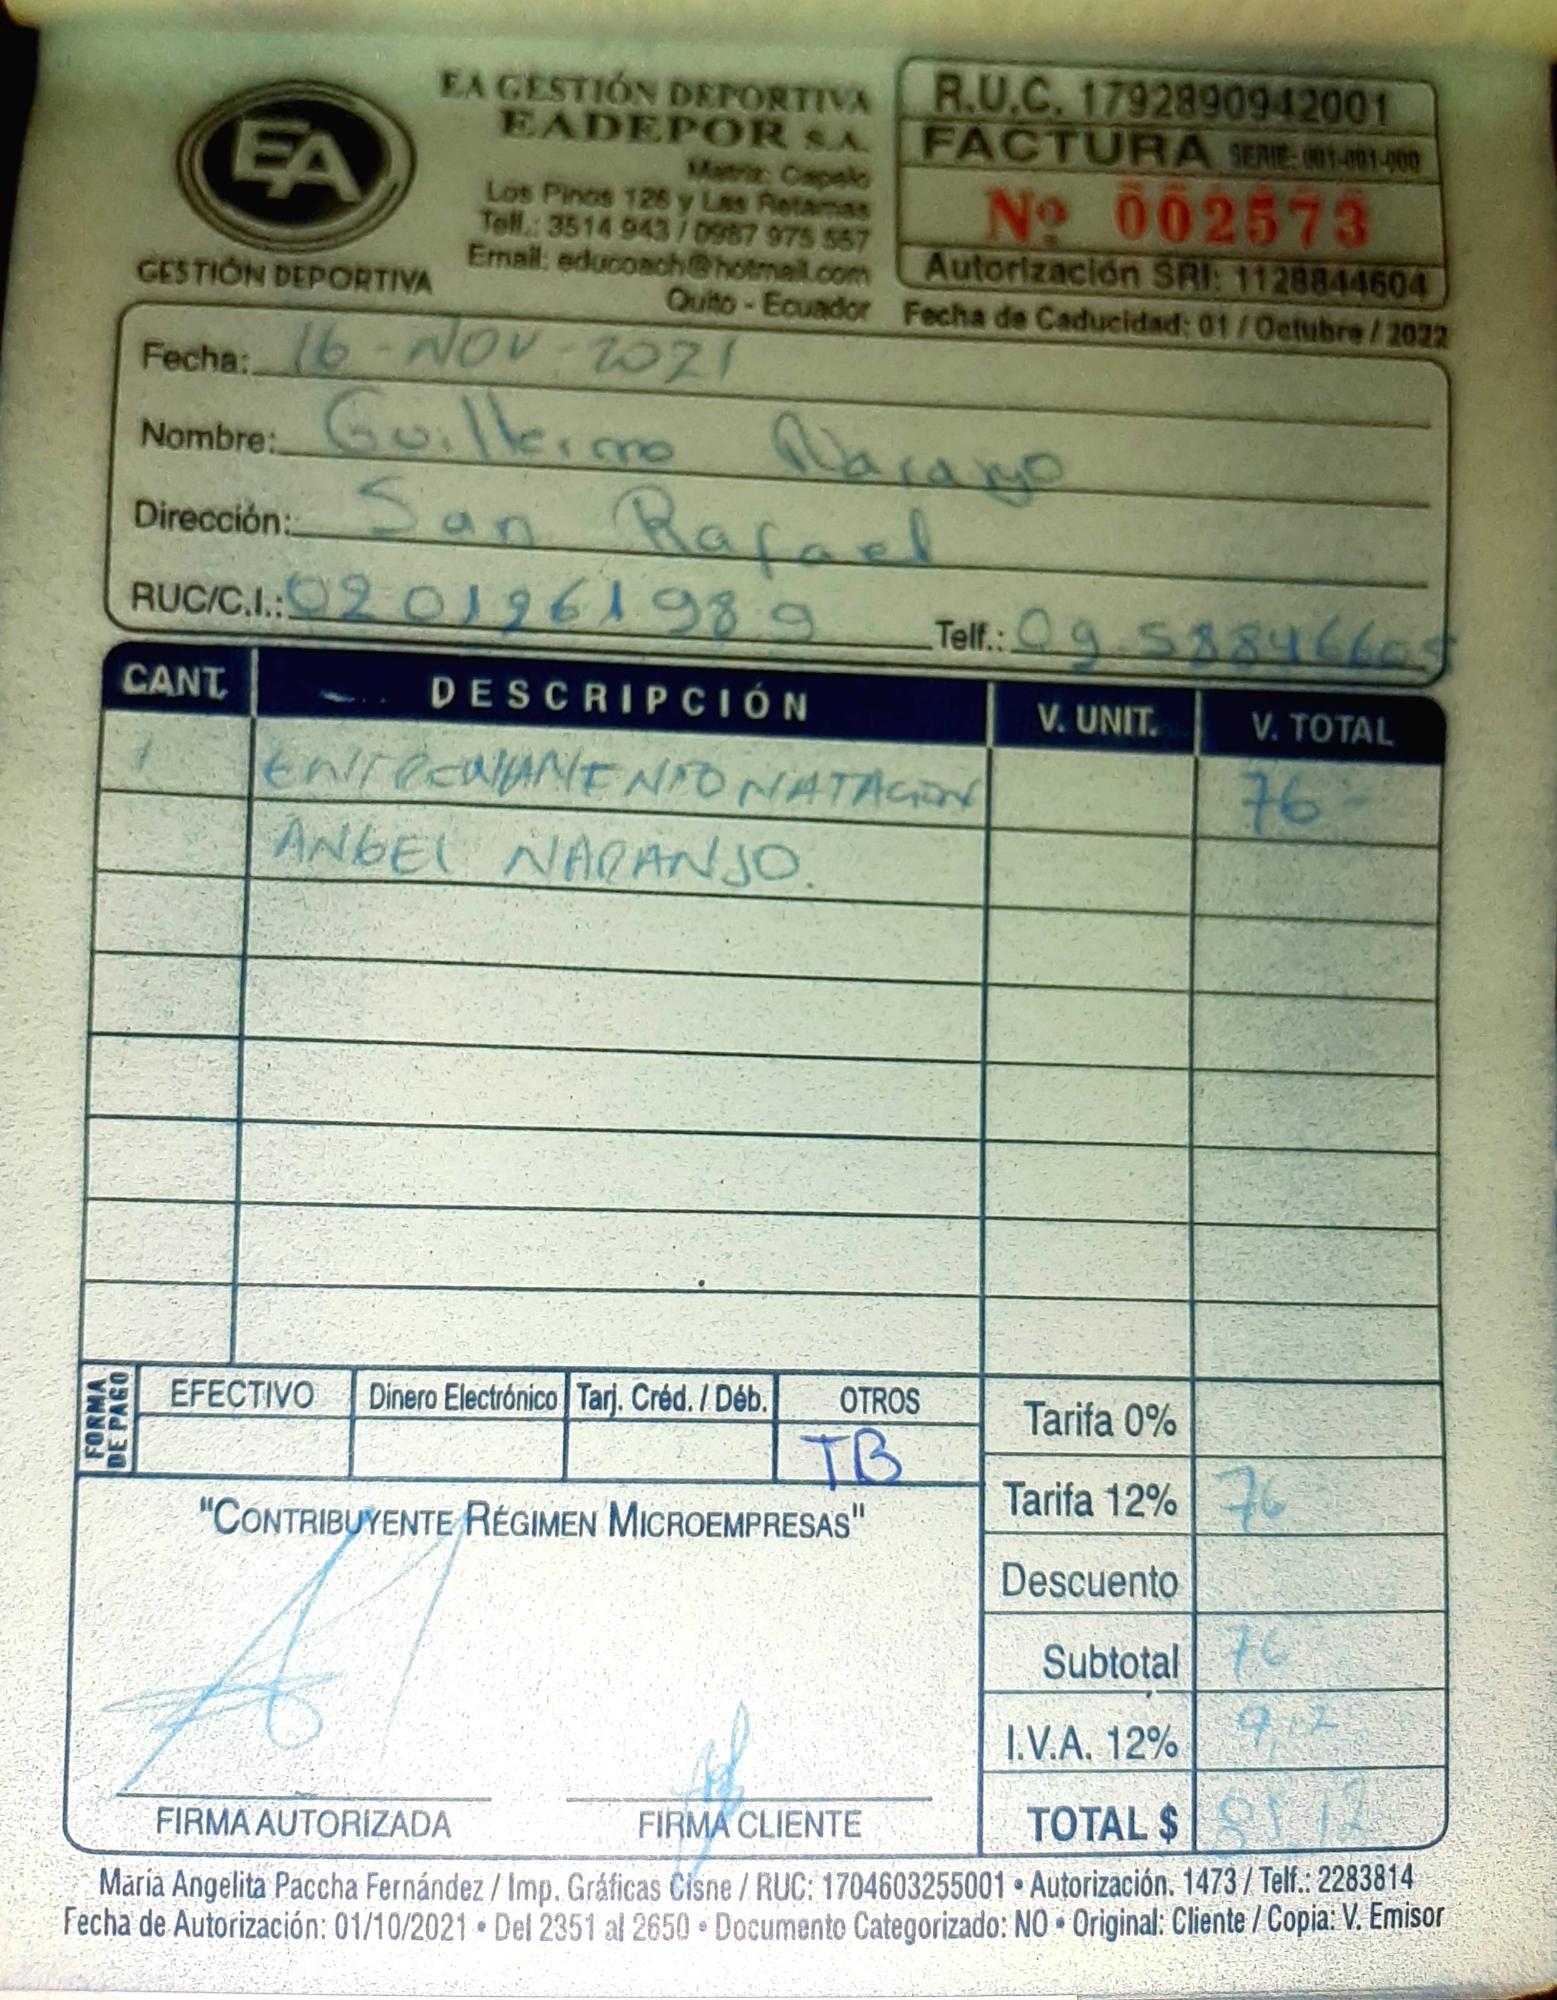 EA
GESTIÓN DEPORTIVA
EA GESTIÓN DEPORTIVA
EADEPOR S.A.
Matriz: Capelo
Los Pinos 126 y Las Retamas
Telf.: 3514 943 / 0987 975 557
Email: educoach@hotmail.com
Quito - Ecuador
R.U.C. 1792890942001
FACTURA SERIE: 001-001-000
Nº 002573
Autorización SRI: 1128844604
Fecha de Caducidad: 01 / Octubre / 2022
Fecha: 16 - NOV - 2021
Nombre: Guillermo Naranjo
Dirección: San Rafael
RUC/C.I.: 0201261989 Telf.: 09 58846605
CANT. DESCRIPCIÓN V. UNIT. V. TOTAL
1 ENTRENAMIENTO NATACION 76-
ANGEL NARANJO.
FORMA DE PAGO
EFECTIVO Dinero Electrónico Tarj. Créd. / Déb. OTROS
TB
Tarifa 0%
Tarifa 12% 76
Descuento
Subtotal 76
I.V.A. 12% 9,12
TOTAL $ 85,12
"CONTRIBUYENTE RÉGIMEN MICROEMPRESAS"
FIRMA AUTORIZADA FIRMA CLIENTE
María Angelita Paccha Fernández / Imp. Gráficas Cisne / RUC: 1704603255001 • Autorización. 1473 / Telf.: 2283814
Fecha de Autorización: 01/10/2021 • Del 2351 al 2650 • Documento Categorizado: NO • Original: Cliente / Copia: V. Emisor